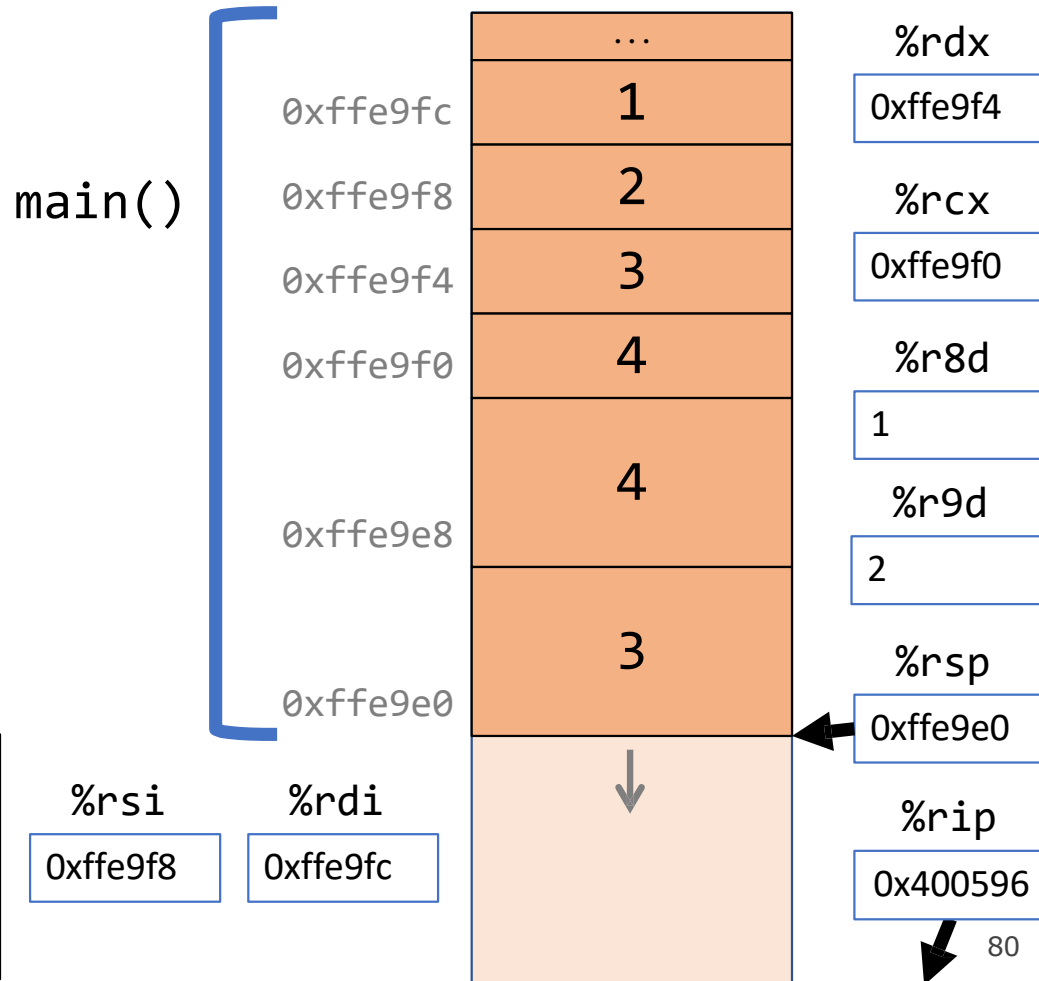 ...
%rdx
0xffe9fc
1
0xffe9f4
main()
0xffe9f8
2
%rcx
0xffe9f4
3
0xffe9f0
0xffe9f0
4
%r8d
1
4
%r9d
0xffe9e8
2
3
%rsp
0xffe9e0
0xffe9e0
%rsi
%rdi
%rip
0xffe9f8
0xffe9fc
0x400596
80